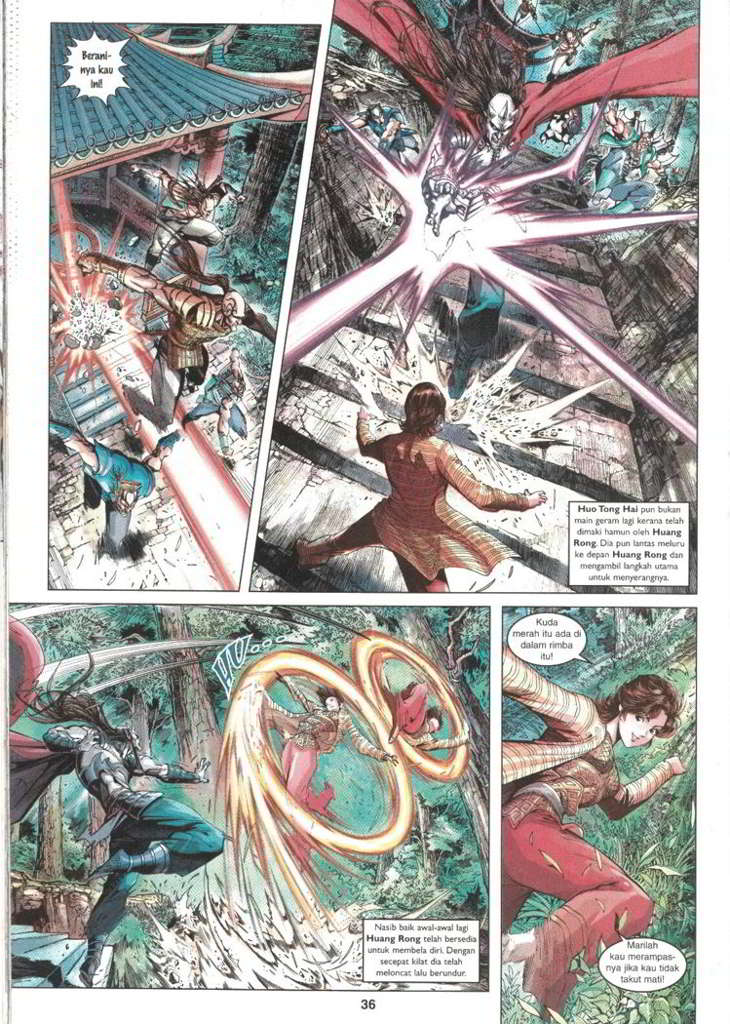 Berani-
nya kau
ini!
Huo Tong Hai pun bukan
main geram lagi kerana telah
dimaki hamun oleh Huang
Rong. Dia pun lantas meluru
ke depan Huang Rong dan
mengambil langkah utama
untuk menyerangnya.
HUOOO
Nasib baik awal-awal lagi
Huang Rong telah bersedia
untuk membela diri. Dengan
secepat kilat dia telah
meloncat lalu berundur.
Kuda
merah itu ada di
dalam rimba
itu!
Marilah
kau merampas-
nya jika kau tidak
takut mati!
36